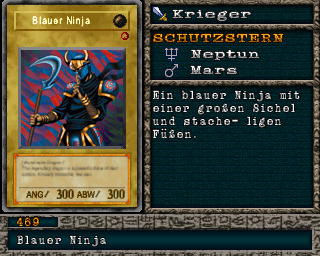 Blauer Ninja
ANG/ 300 ABW/ 300
Krieger
SCHUTZSTERN
Neptun
Mars
Ein blauer Ninja mit
einer großen Sichel
und stache- ligen
Füßen.
469
Blauer Ninja